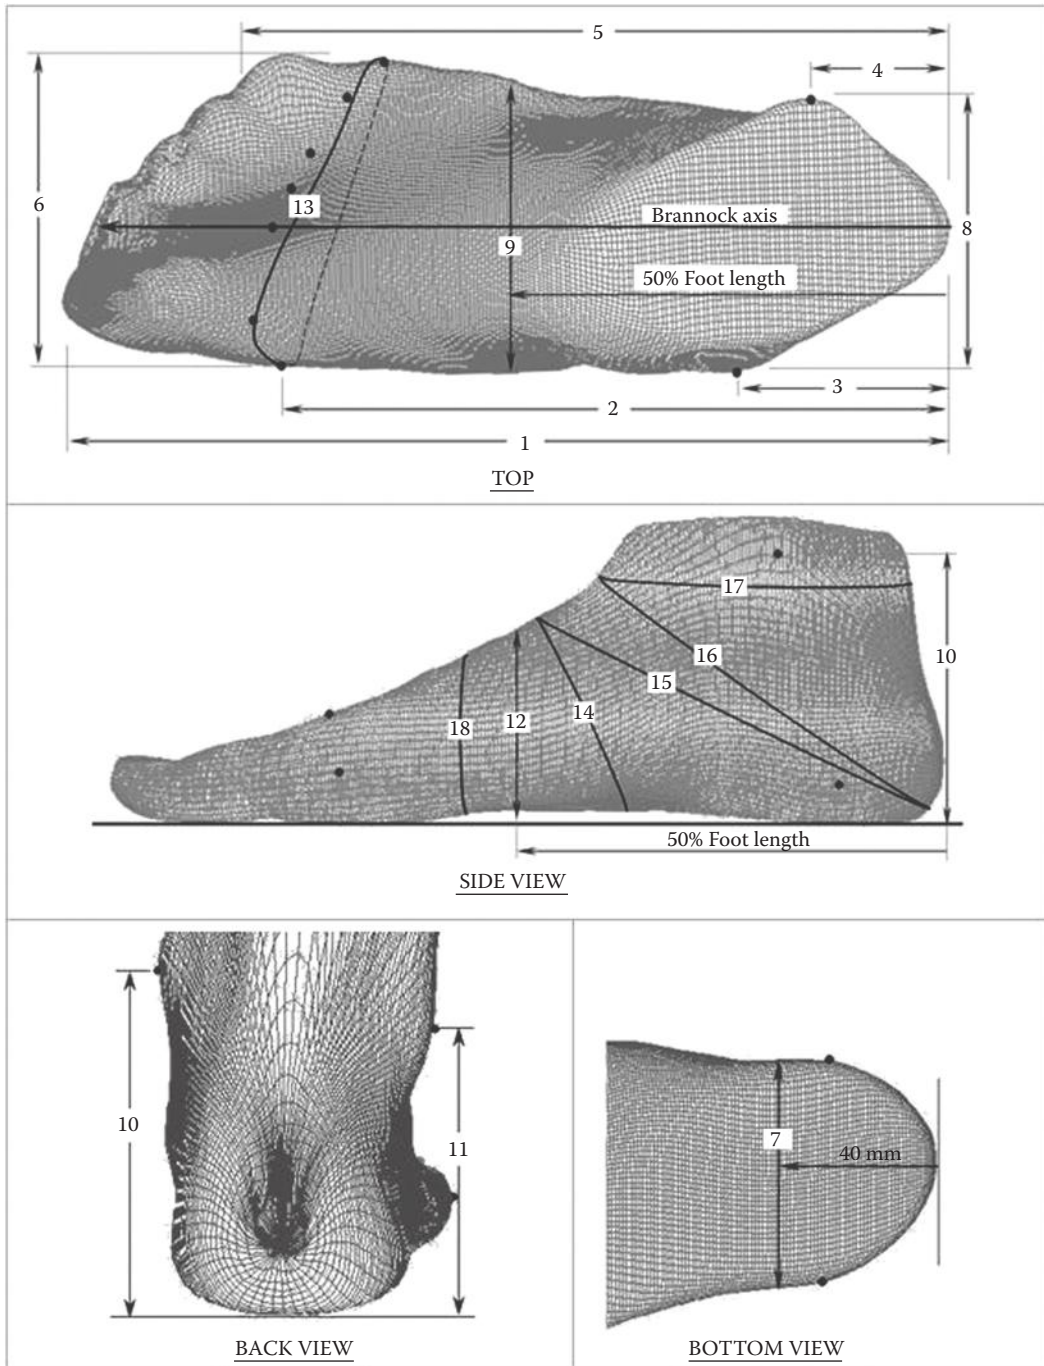 5
4
6
13
Brannock axis
8
9
50% Foot length
3
2
1
TOP
17
10
16
15
14
18
12
50% Foot length
SIDE VIEW
10
11
7
40 mm
BACK VIEW
BOTTOM VIEW